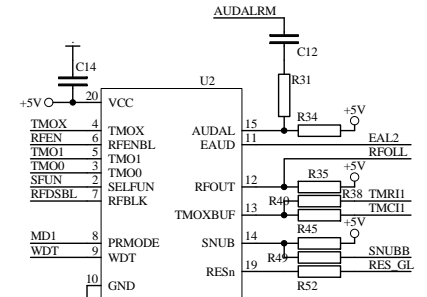 AUDALRM
C12
C14
U2
R31
+5V
20
VCC
+5V
R34
TMOX
4
TMOX
AUDAL
15
RFEN
6
RFENBL
EAUD
11
EAL2
TMO1
5
TMO1
RFOLL
TMO0
3
TMO0
SFUN
2
SELFUN
RFOUT
12
R35
+5V
RFDSBL
7
RFBLK
R40
R38
TMRI1
TMOXBUF
13
TMCI1
R45
+5V
MD1
8
PRMODE
SNUB
14
WDT
9
WDT
R49
SNUBB
RESn
19
RES_GL
10
GND
R52